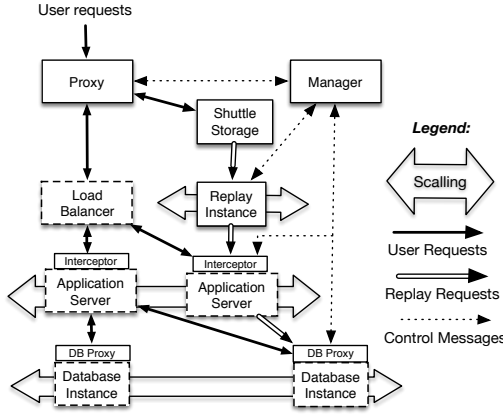 User requests
Proxy
Manager
Shuttle
Storage
Legend:
Scalling
Load
Balancer
Replay
Instance
User Requests
Interceptor
Interceptor
Application
Server
Application
Server
Replay Requests
Control Messages
DB Proxy
DB Proxy
Database
Instance
Database
Instance